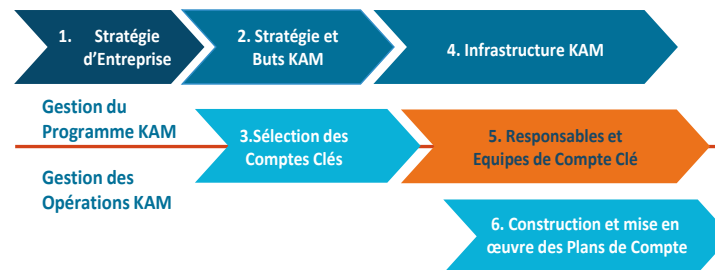 1. Stratégie
d'Entreprise
2. Stratégie et
Buts KAM
4. Infrastructure KAM
Gestion du
Programme KAM
3.Sélection des
Comptes Clés
5. Responsables et
Equipes de Compte Clé
Gestion des
Opérations KAM
6. Construction et mise en
œuvre des Plans de Compte